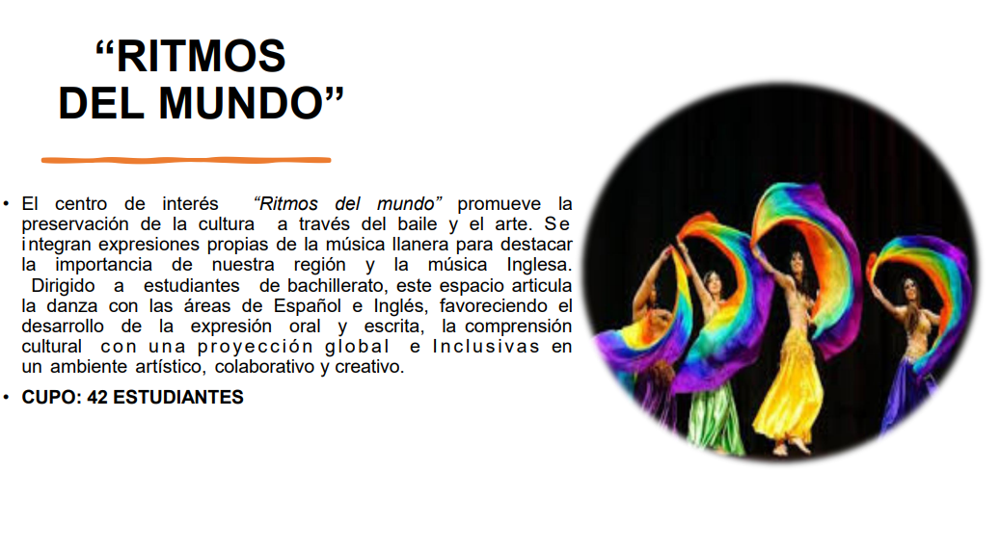 “RITMOS
DEL MUNDO”
• El centro de interés “Ritmos del mundo” promueve la
preservación de la cultura a través del baile y el arte. Se
integran expresiones propias de la música llanera para destacar
la importancia de nuestra región y la música Inglesa.
Dirigido a estudiantes de bachillerato, este espacio articula
la danza con las áreas de Español e Inglés, favoreciendo el
desarrollo de la expresión oral y escrita, la comprensión
cultural con una proyección global e Inclusivas en
un ambiente artístico, colaborativo y creativo.
• CUPO: 42 ESTUDIANTES